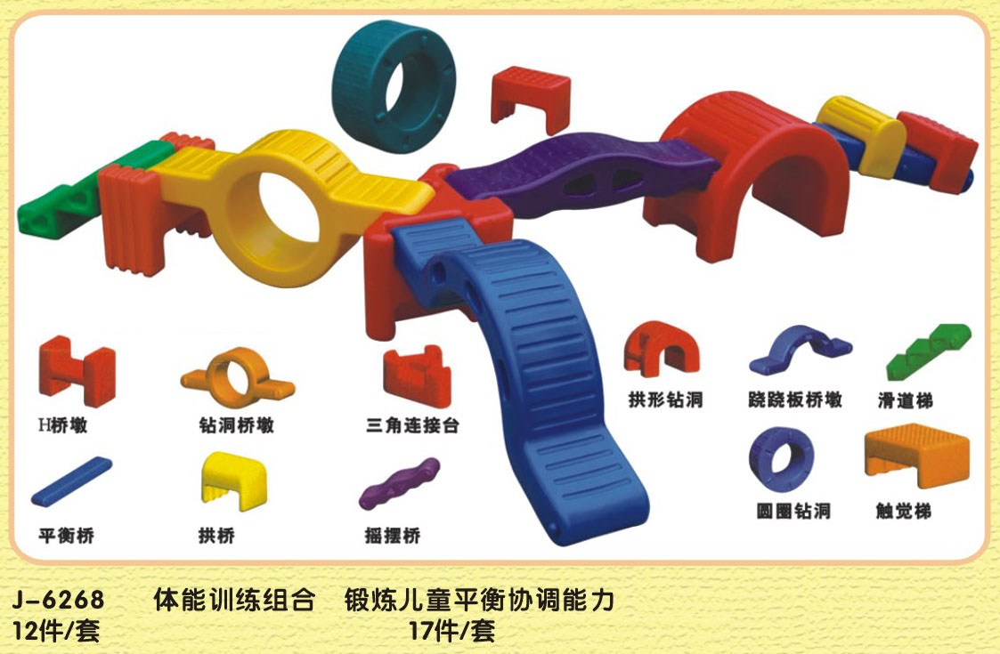 H桥墩
钻洞桥墩
三角连接台
拱形钻洞
跷跷板桥墩
滑道梯
平衡桥
拱桥
摇摆桥
圆圈钻洞
触觉梯
J-6268 体能训练组合 锻炼儿童平衡协调能力
12件/套 17件/套